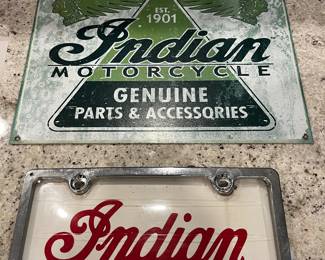 EST.
1901
Indian
MOTORCYCLE
GENUINE
PARTS & ACCESSORIES
Indian